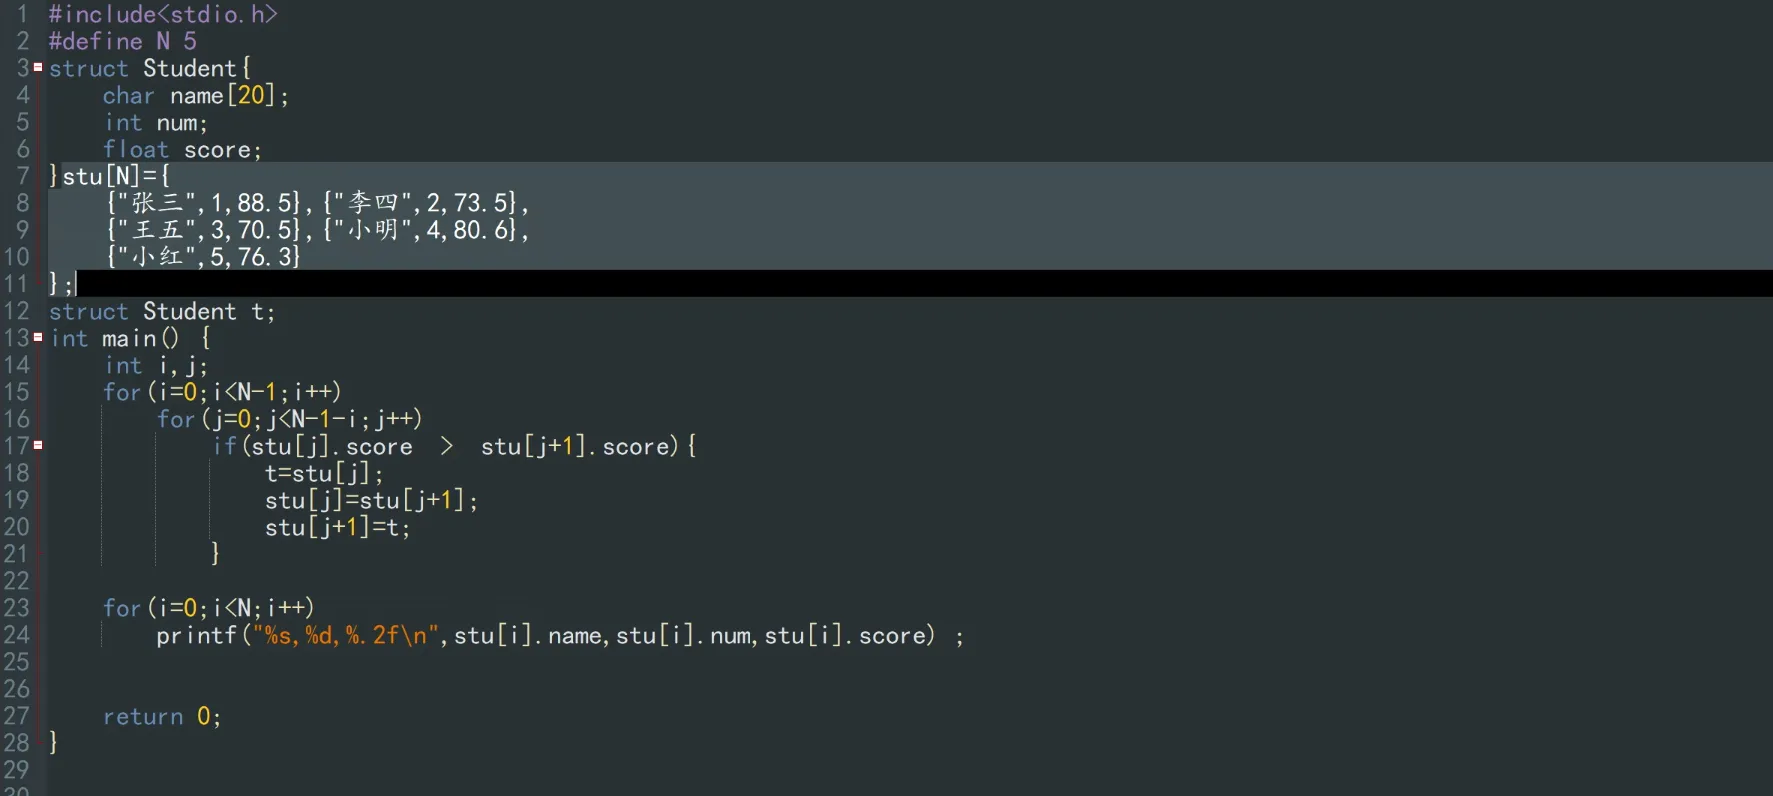 1 #include<stdio.h>
2 #define N 5
3 struct Student{
4 char name[20];
5 int num;
6 float score;
7 }stu[N]={
8 {"张三",1,88.5},{"李四",2,73.5},
9 {"王五",3,70.5},{"小明",4,80.6},
10 {"小红",5,76.3}
11 };
12 struct Student t;
13 int main() {
14 int i,j;
15 for(i=0;i<N-1;i++)
16 for(j=0;j<N-1-i;j++)
17 if(stu[j].score > stu[j+1].score){
18 t=stu[j];
19 stu[j]=stu[j+1];
20 stu[j+1]=t;
21 }
22
23 for(i=0;i<N;i++)
24 printf("%s,%d,%.2f\n",stu[i].name,stu[i].num,stu[i].score) ;
25
26
27 return 0;
28 }
29
30